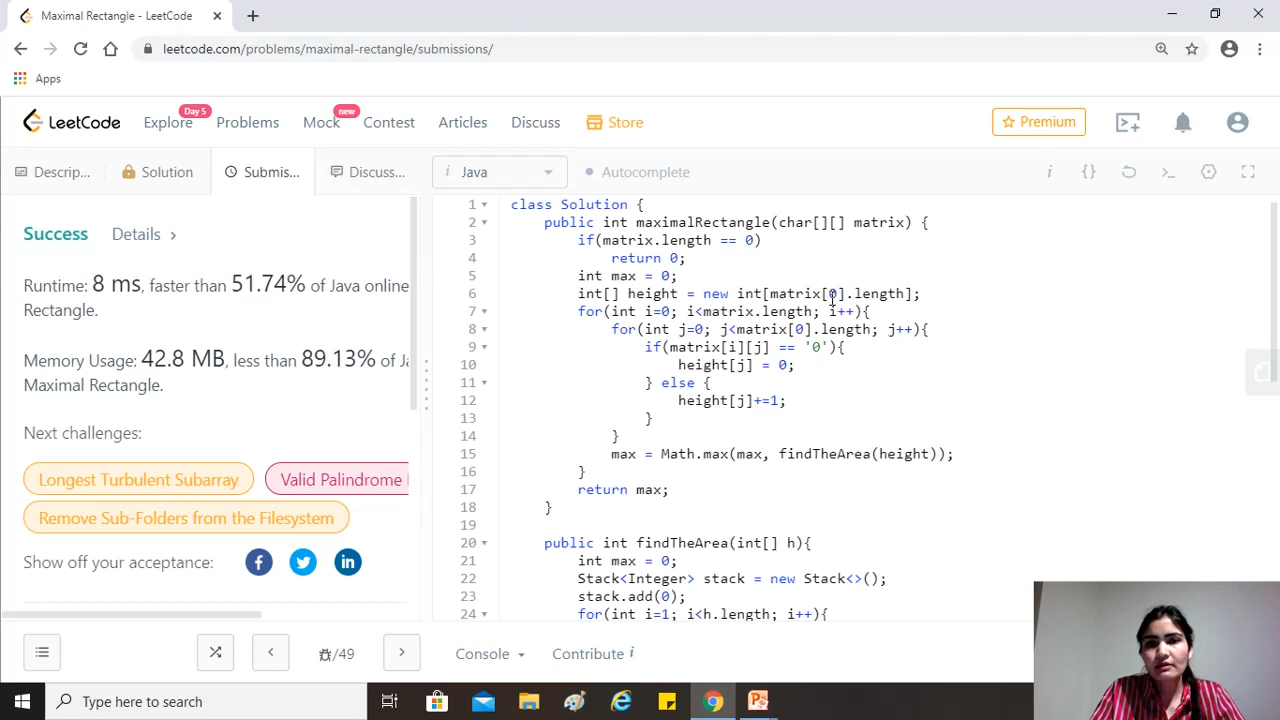 Maximal Rectangle - LeetCode
leetcode.com/problems/maximal-rectangle/submissions/
Apps
LeetCode
Explore
Day 5
Problems
Mock
new
Contest
Articles
Discuss
Store
Premium
Descrip...
Solution
Submis...
Discuss...
i Java
Autocomplete
Success
Details >
Runtime: 8 ms, faster than 51.74% of Java online
Rectangle.
Memory Usage: 42.8 MB, less than 89.13% of Ja
Maximal Rectangle.
Next challenges:
Longest Turbulent Subarray
Valid Palindrome
Remove Sub-Folders from the Filesystem
Show off your acceptance:
1 class Solution {
2 public int maximalRectangle(char[][] matrix) {
3 if(matrix.length == 0)
4 return 0;
5 int max = 0;
6 int[] height = new int[matrix[0].length];
7 for(int i=0; i<matrix.length; i++){
8 for(int j=0; j<matrix[0].length; j++){
9 if(matrix[i][j] == '0'){
10 height[j] = 0;
11 } else {
12 height[j]+=1;
13 }
14 }
15 max = Math.max(max, findTheArea(height));
16 }
17 return max;
18 }
19
20 public int findTheArea(int[] h){
21 int max = 0;
22 Stack<Integer> stack = new Stack<>();
23 stack.add(0);
24 for(int i=1; i<h.length; i++){
/49
Console
Contribute i
Type here to search